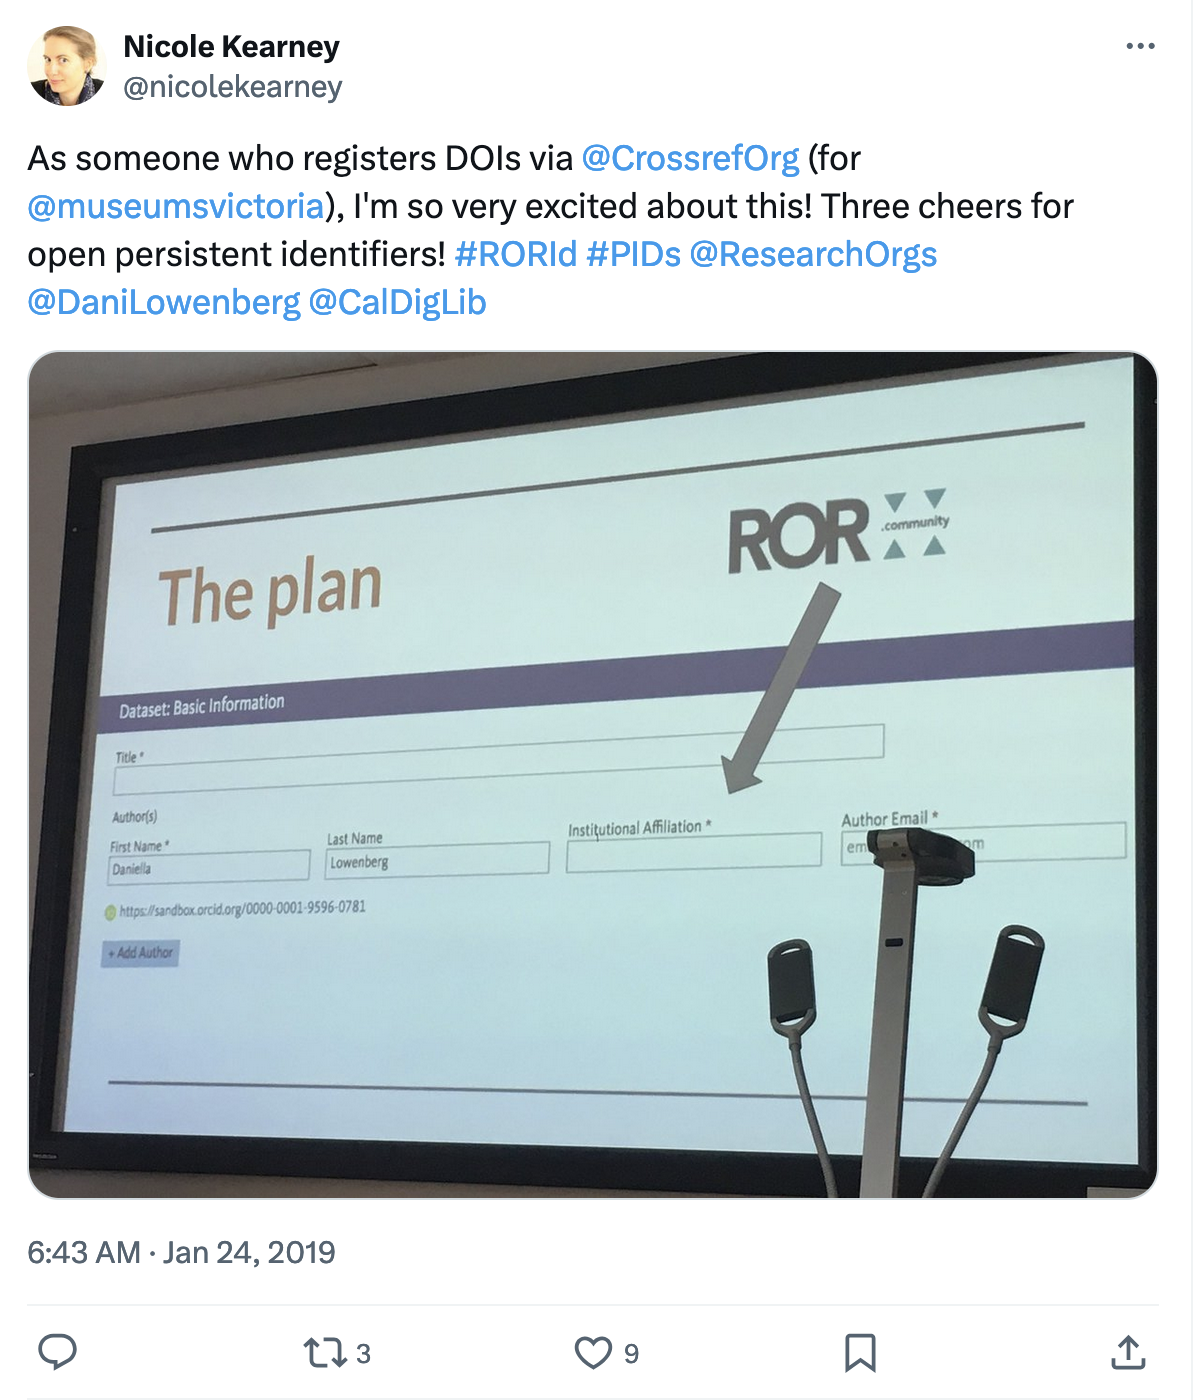 Nicole Kearney
@nicolekearney
As someone who registers DOIs via @CrossrefOrg (for
@museumsvictoria), I'm so very excited about this! Three cheers for
open persistent identifiers! #RORId #PIDs @ResearchOrgs
@DaniLowenberg @CalDigLib
ROR
.community
The plan
Dataset: Basic Information
Title *
Author(s)
First Name *
Last Name
Institutional Affiliation *
Author Email *
Daniella
Lowenberg
https://sandbox.orcid.org/0000-0001-9596-0781
+ Add Author
6:43 AM · Jan 24, 2019
3
9